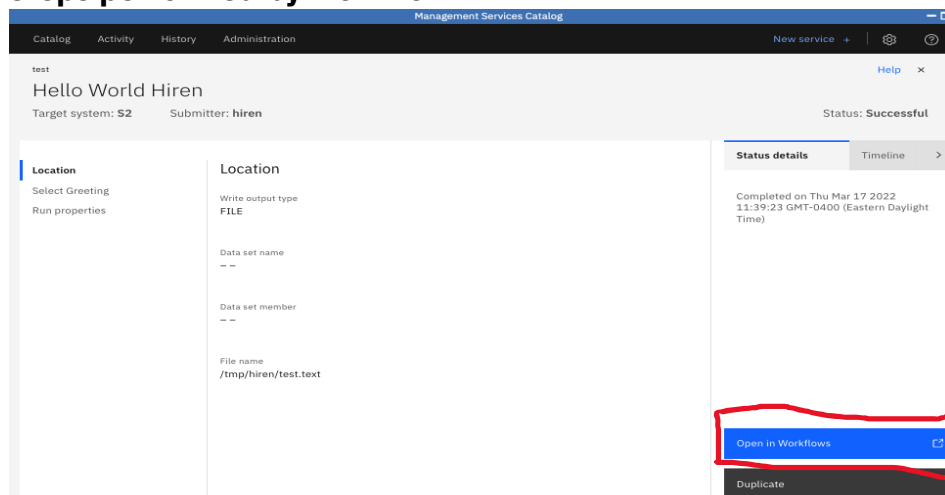 Management Services Catalog
Catalog Activity History Administration New service +
test Help ×
Hello World Hiren
Target system: S2 Submitter: hiren Status: Successful
Status details Timeline >
Location Location
Select Greeting
Run properties
Write output type
FILE
Completed on Thu Mar 17 2022
11:39:23 GMT-0400 (Eastern Daylight
Time)
Data set name
– –
Data set member
– –
File name
/tmp/hiren/test.text
Open in Workflows
Duplicate